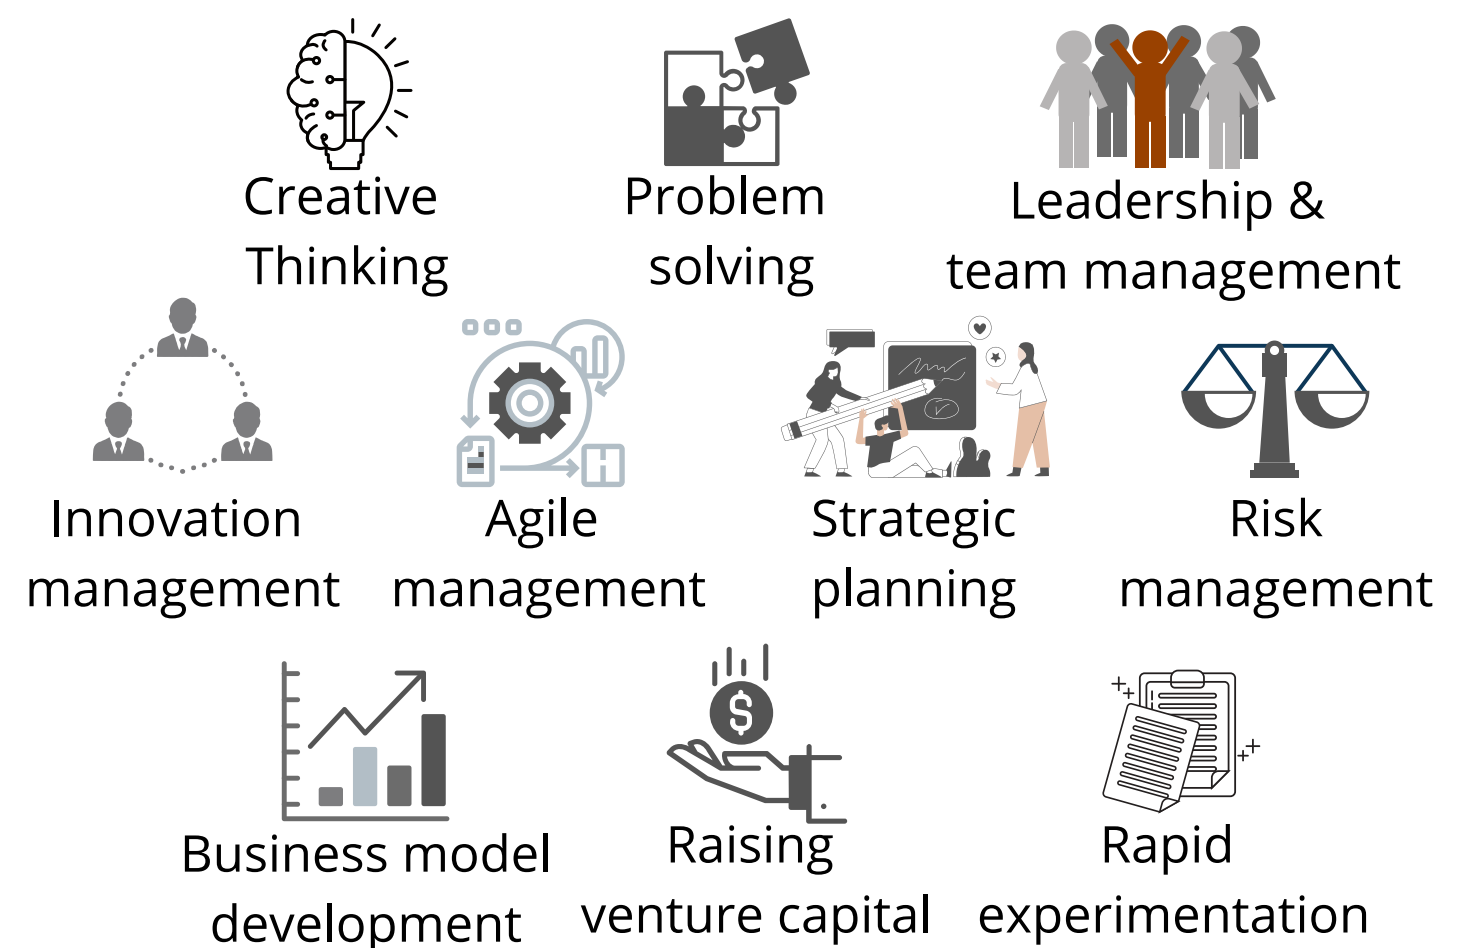 Creative
Thinking
Problem
solving
Leadership &
team management
Innovation
management
Agile
management
Strategic
planning
Risk
management
Business model
development
Raising
venture capital
Rapid
experimentation